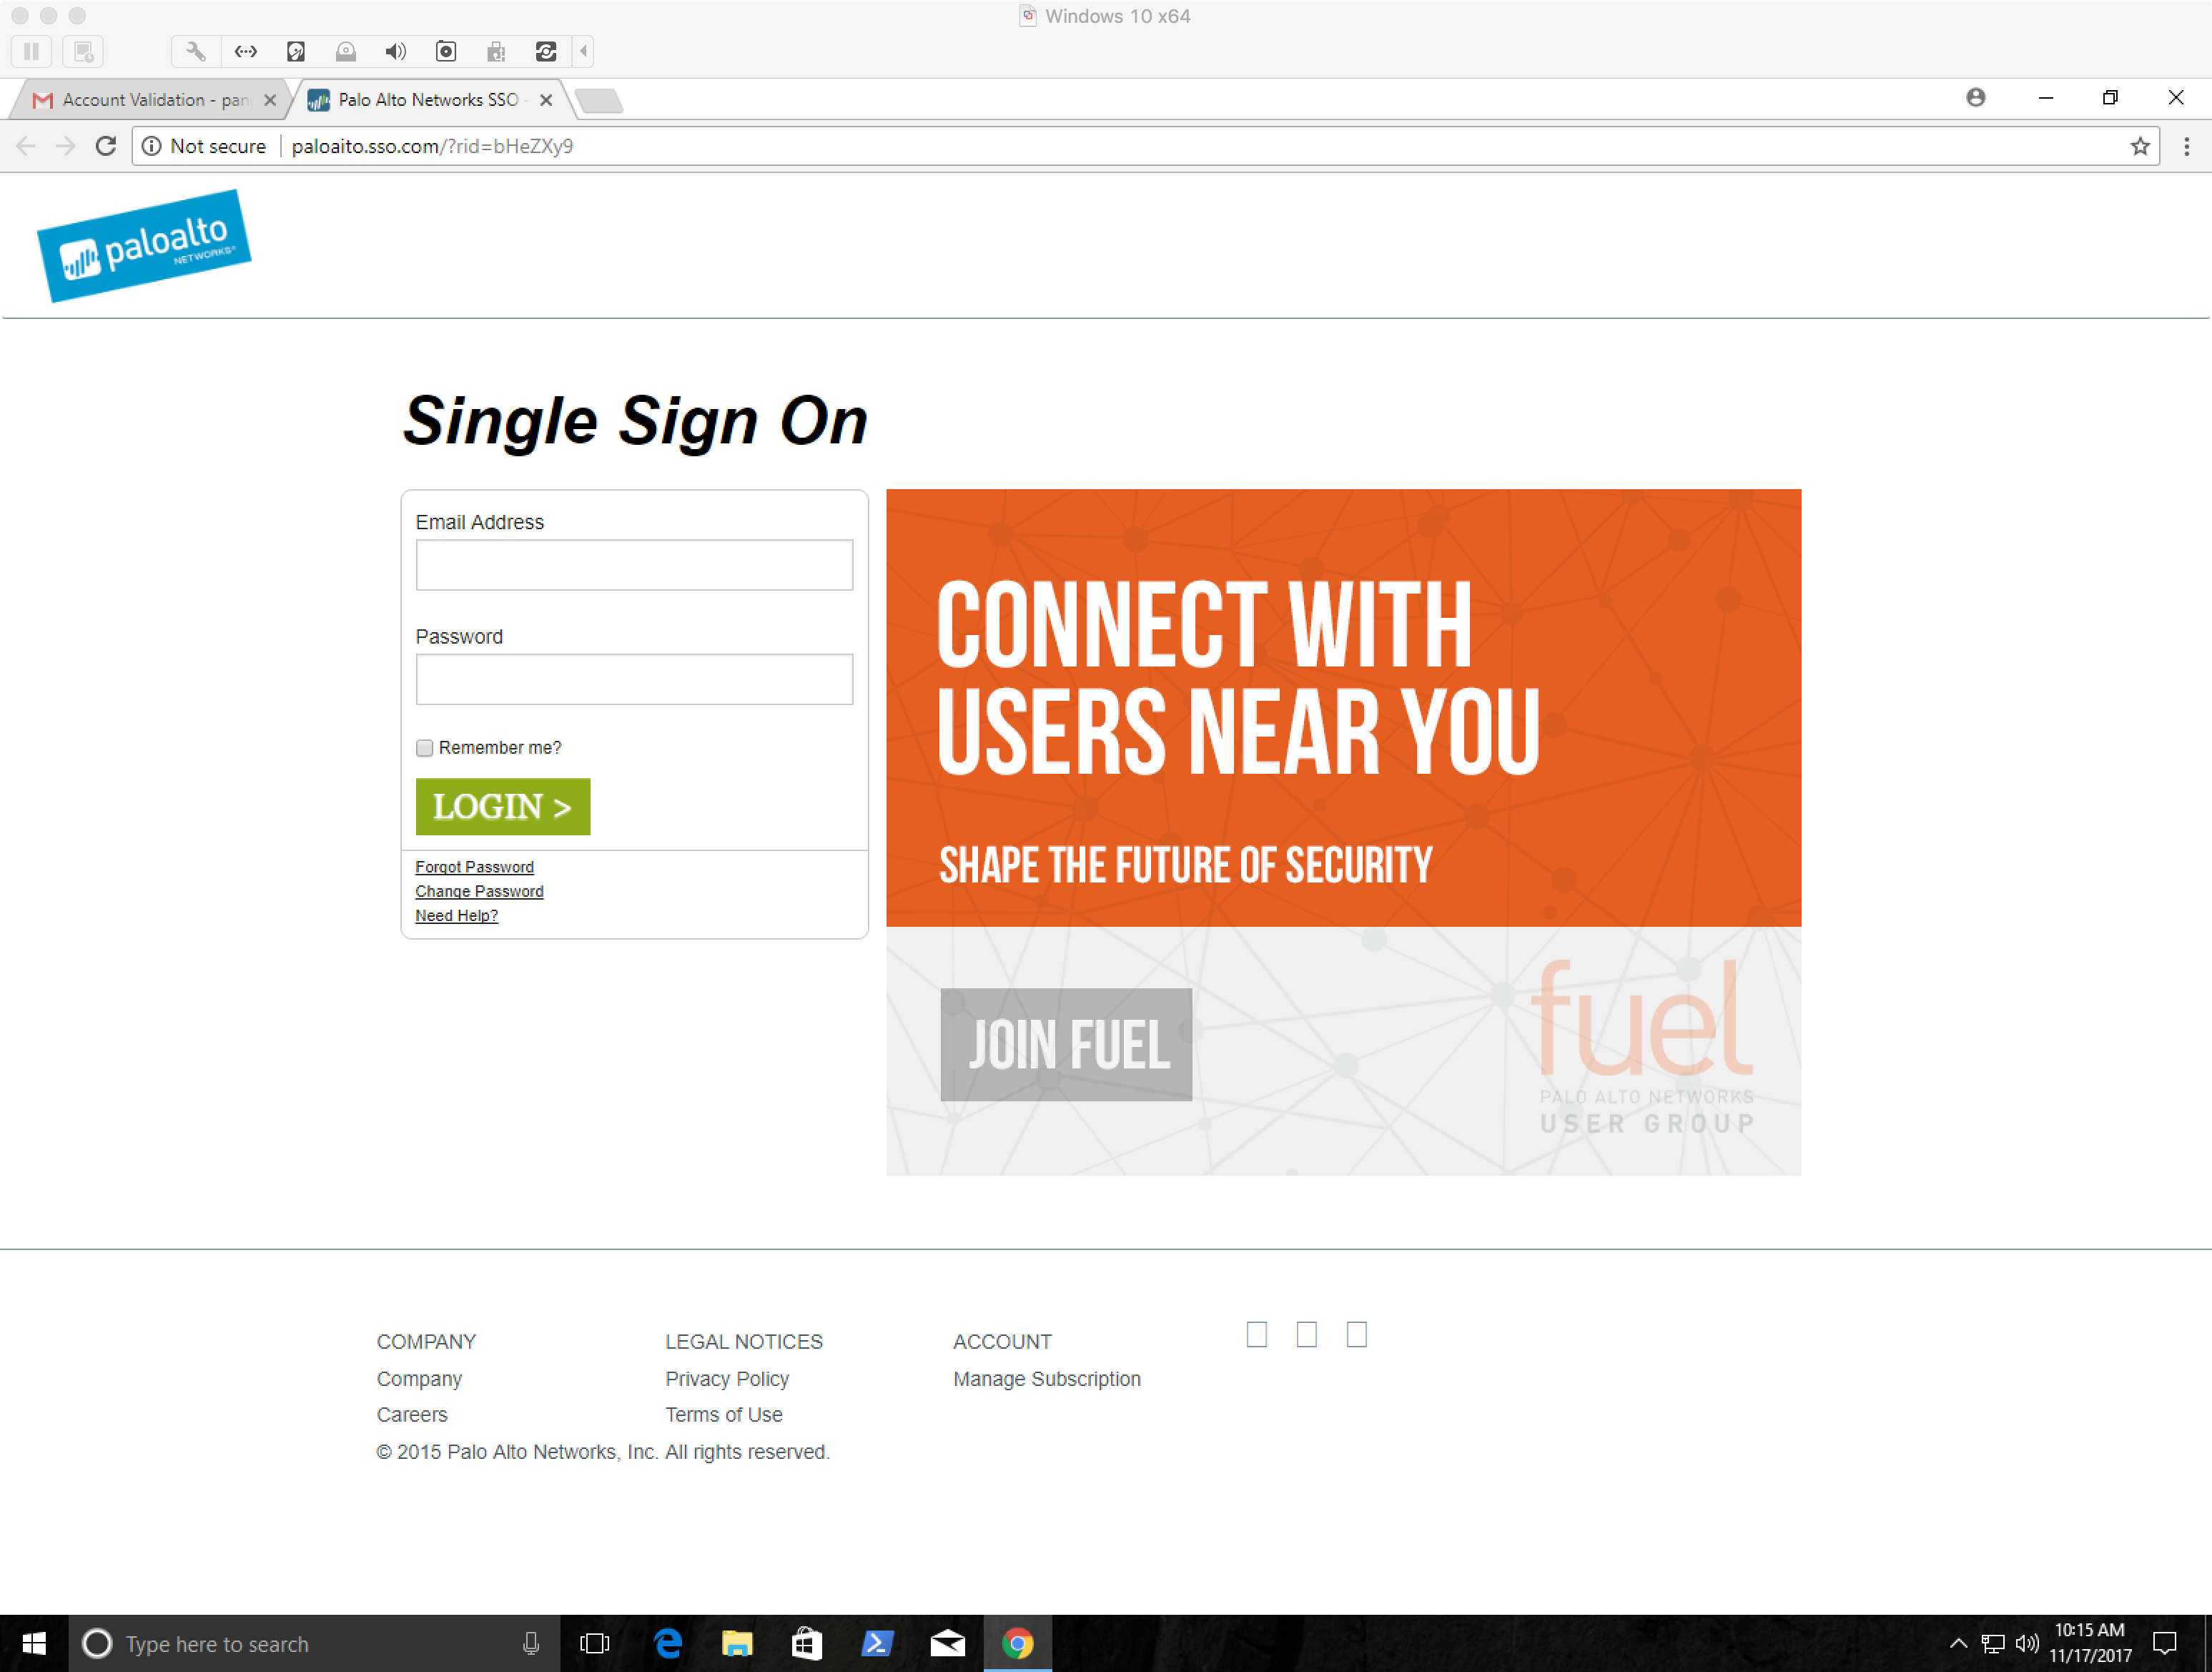 Windows 10 x64
Account Validation - pan
Palo Alto Networks SSO
Not secure
paloaito.sso.com/?rid=bHeZXy9
paloalto
NETWORKS®
Single Sign On
Email Address
Password
Remember me?
LOGIN >
Forgot Password
Change Password
Need Help?
CONNECT WITH
USERS NEAR YOU
SHAPE THE FUTURE OF SECURITY
JOIN FUEL
fuel
PALO ALTO NETWORKS
USER GROUP
COMPANY
Company
Careers
LEGAL NOTICES
Privacy Policy
Terms of Use
ACCOUNT
Manage Subscription
© 2015 Palo Alto Networks, Inc. All rights reserved.
Type here to search
10:15 AM
11/17/2017